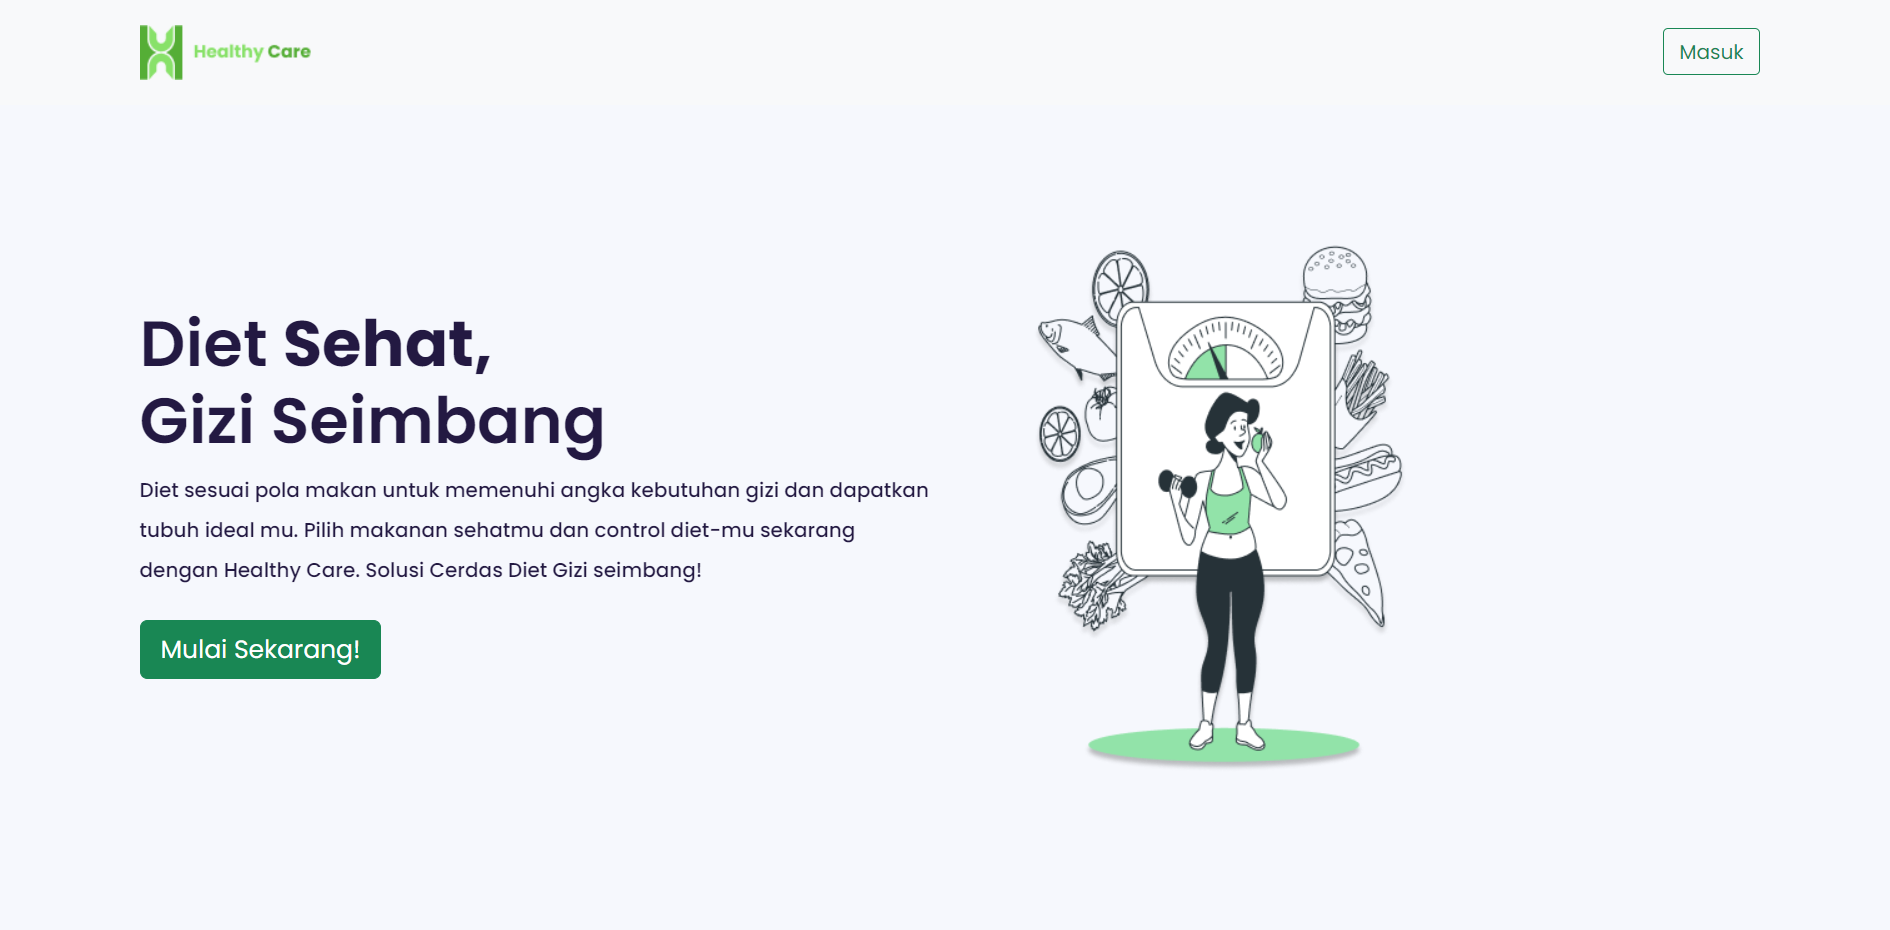 Healthy Care
Masuk
Diet Sehat,
Gizi Seimbang
Diet sesuai pola makan untuk memenuhi angka kebutuhan gizi dan dapatkan
tubuh ideal mu. Pilih makanan sehatmu dan control diet-mu sekarang
dengan Healthy Care. Solusi Cerdas Diet Gizi seimbang!
Mulai Sekarang!